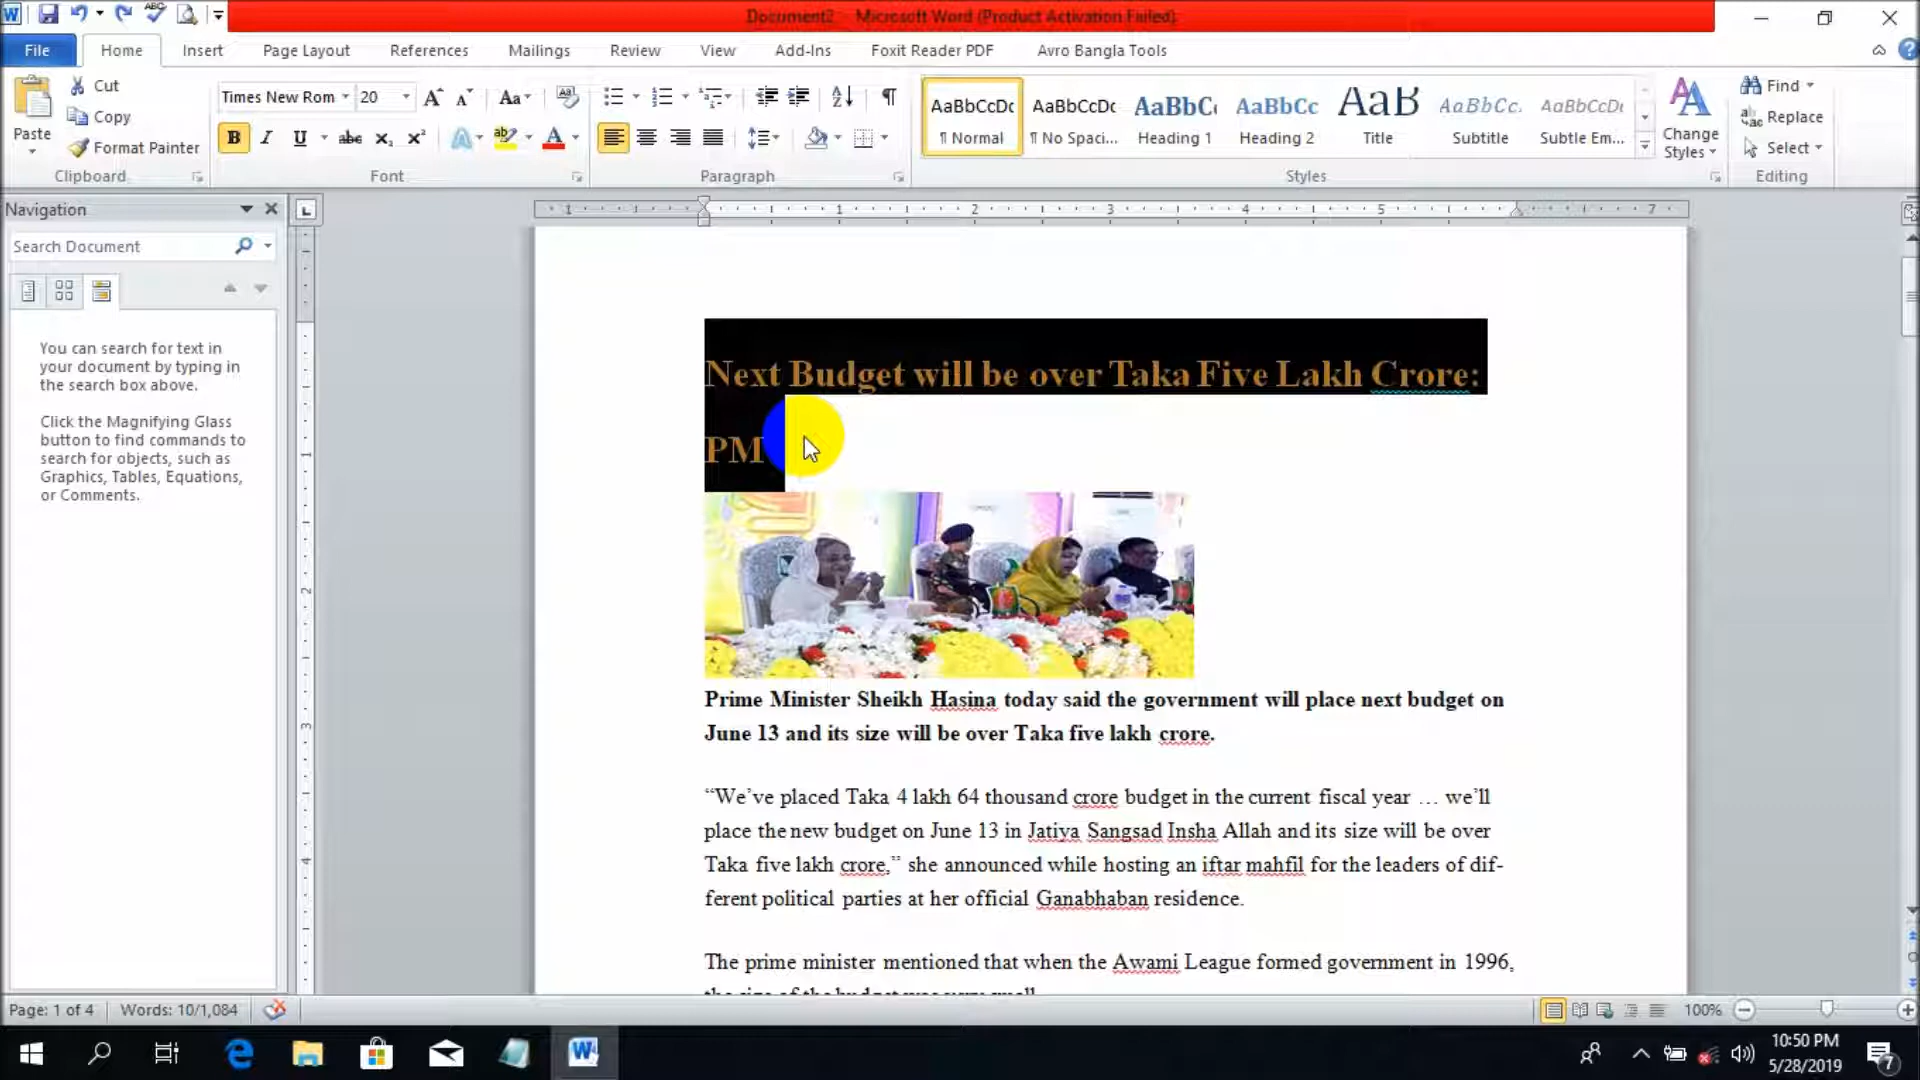 Document2 - Microsoft Word (Product Activation Failed)
File Home Insert Page Layout References Mailings Review View Add-Ins Foxit Reader PDF Avro Bangla Tools
Paste
Cut
Copy
Format Painter
Clipboard
Times New Rom 20
Font
Paragraph
AaBbCcDc AaBbCcDc AaBbC AaBbCc AaB AaBbCc. AaBbCcDc
¶ Normal ¶ No Spaci... Heading 1 Heading 2 Title Subtitle Subtle Em...
Change Styles
Styles
Find
Replace
Select
Editing
Navigation
Search Document
You can search for text in
your document by typing in
the search box above.
Click the Magnifying Glass
button to find commands to
search for objects, such as
Graphics, Tables, Equations,
or Comments.
Next Budget will be over Taka Five Lakh Crore:
PM
Prime Minister Sheikh Hasina today said the government will place next budget on
June 13 and its size will be over Taka five lakh crore.
“We’ve placed Taka 4 lakh 64 thousand crore budget in the current fiscal year … we’ll
place the new budget on June 13 in Jatiya Sangsad Insha Allah and its size will be over
Taka five lakh crore,” she announced while hosting an iftar mahfil for the leaders of dif-
ferent political parties at her official Ganabhaban residence.
The prime minister mentioned that when the Awami League formed government in 1996,
the size of the budget was very small.
Page: 1 of 4 Words: 10/1,084 100%
10:50 PM
5/28/2019
7